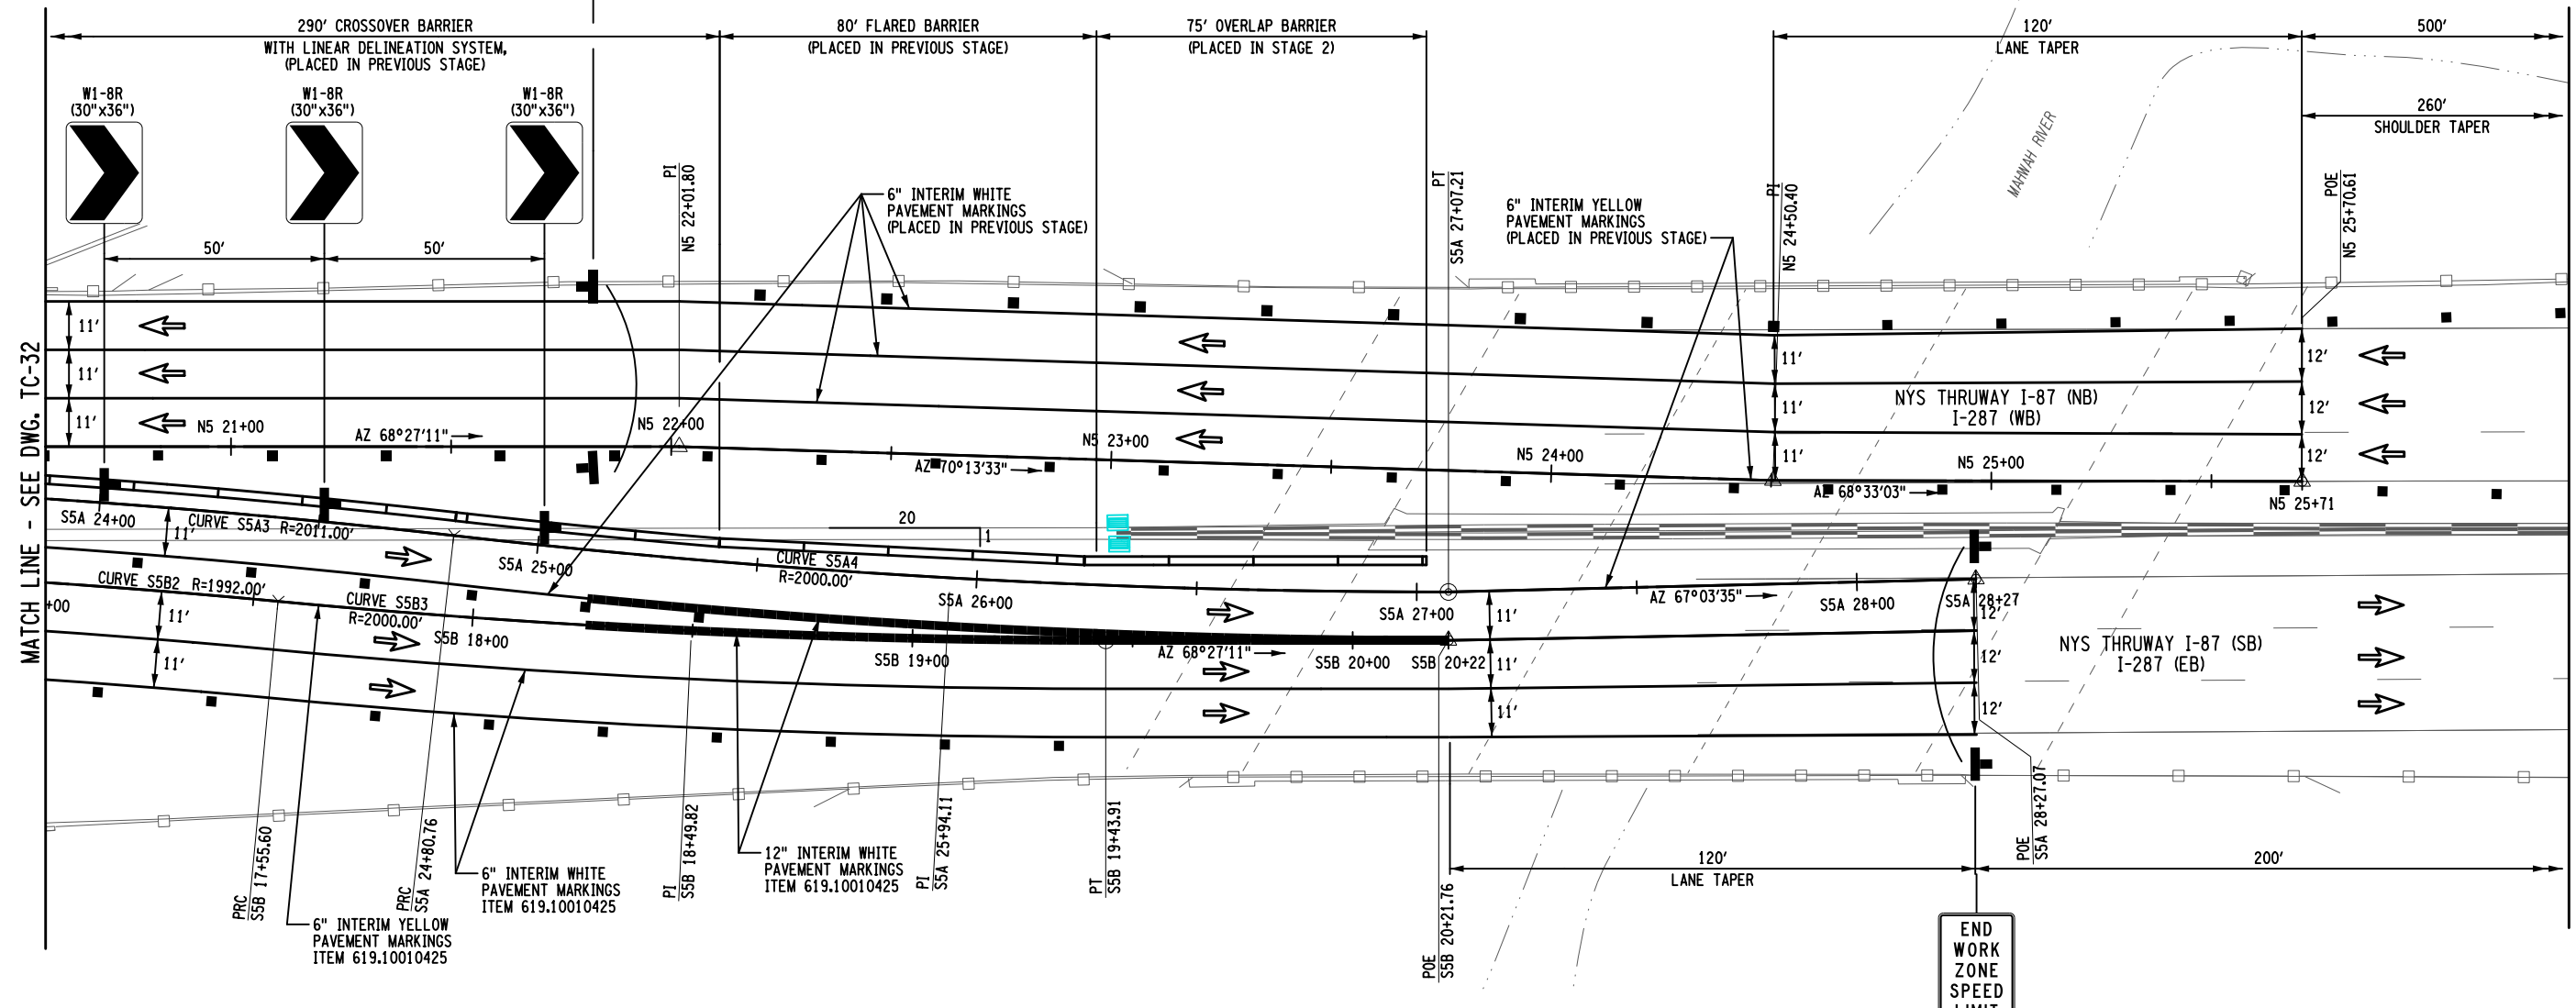 290' CROSSOVER BARRIER
WITH LINEAR DELINEATION SYSTEM,
(PLACED IN PREVIOUS STAGE)
80' FLARED BARRIER
(PLACED IN PREVIOUS STAGE)
75' OVERLAP BARRIER
(PLACED IN STAGE 2)
120'
LANE TAPER
500'
260'
SHOULDER TAPER
W1-8R
(30"x36")
W1-8R
(30"x36")
W1-8R
(30"x36")
50'
50'
PI
N5 22+01.80
6" INTERIM WHITE
PAVEMENT MARKINGS
(PLACED IN PREVIOUS STAGE)
PT
S5A 27+07.21
6" INTERIM YELLOW
PAVEMENT MARKINGS
(PLACED IN PREVIOUS STAGE)
PI
N5 24+50.40
MAHWAH RIVER
POE
N5 25+70.61
MATCH LINE - SEE DWG. TC-32
11'
11'
11'
N5 21+00
AZ 68°27'11"
N5 22+00
AZ 70°13'33"
N5 23+00
N5 24+00
11'
11'
11'
NYS THRUWAY I-87 (NB)
I-287 (WB)
N5 25+00
AZ 68°33'03"
12'
12'
12'
N5 25+71
S5A 24+00
CURVE S5A3 R=2011.00'
11'
S5A 25+00
20
1
CURVE S5A4
R=2000.00'
S5A 26+00
S5A 27+00
AZ 67°03'35"
S5A 28+00
S5A 28+27
+00
CURVE S5B2 R=1992.00'
CURVE S5B3
R=2000.00'
11'
11'
S5B 18+00
S5B 19+00
AZ 68°27'11"
S5B 20+00
S5B 20+22
11'
11'
11'
12'
12'
12'
NYS THRUWAY I-87 (SB)
I-287 (EB)
PRC
S5B 17+55.60
PRC
S5A 24+80.76
PI
S5B 18+49.82
PI
S5A 25+94.11
PT
S5B 19+43.91
POE
S5B 20+21.76
POE
S5A 28+27.07
6" INTERIM YELLOW
PAVEMENT MARKINGS
ITEM 619.10010425
6" INTERIM WHITE
PAVEMENT MARKINGS
ITEM 619.10010425
12" INTERIM WHITE
PAVEMENT MARKINGS
ITEM 619.10010425
120'
LANE TAPER
200'
END
WORK
ZONE
SPEED
LIMIT